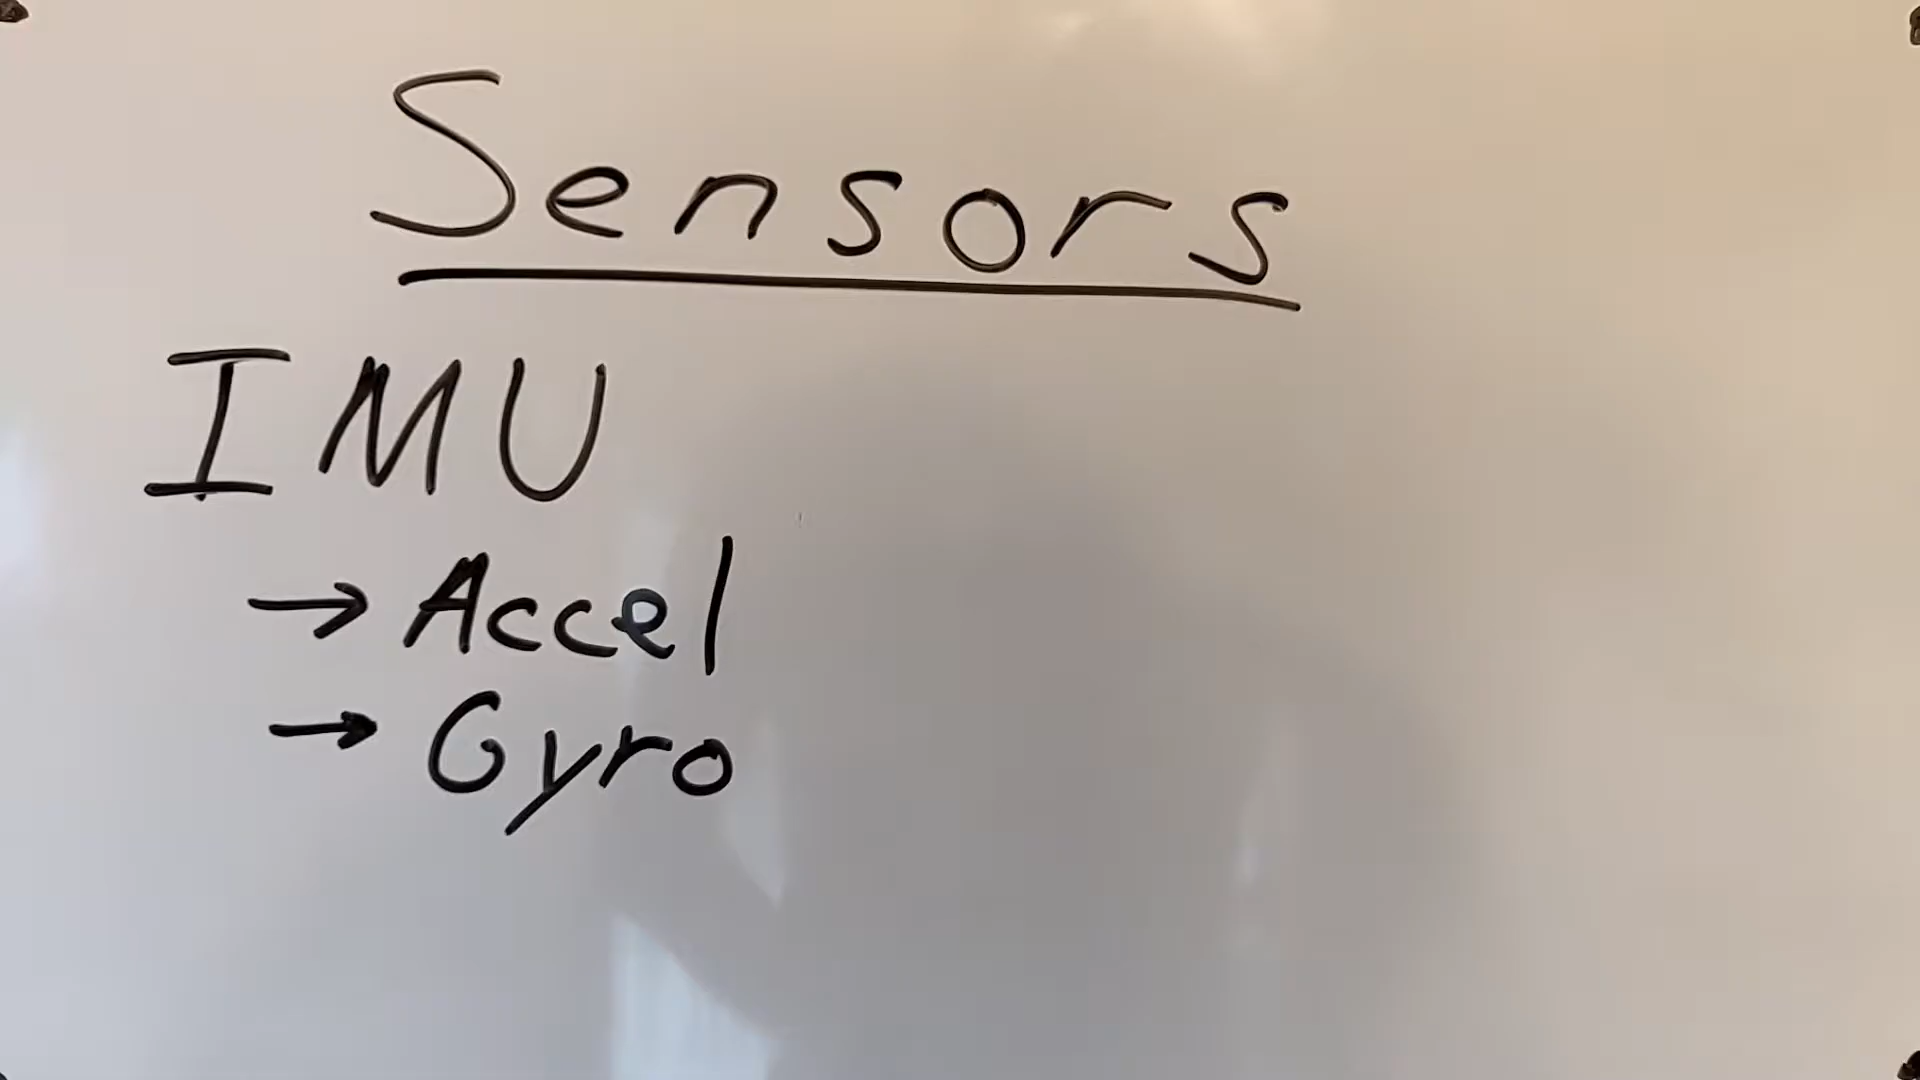 Sensors
IMU
→ Accel
→ Gyro